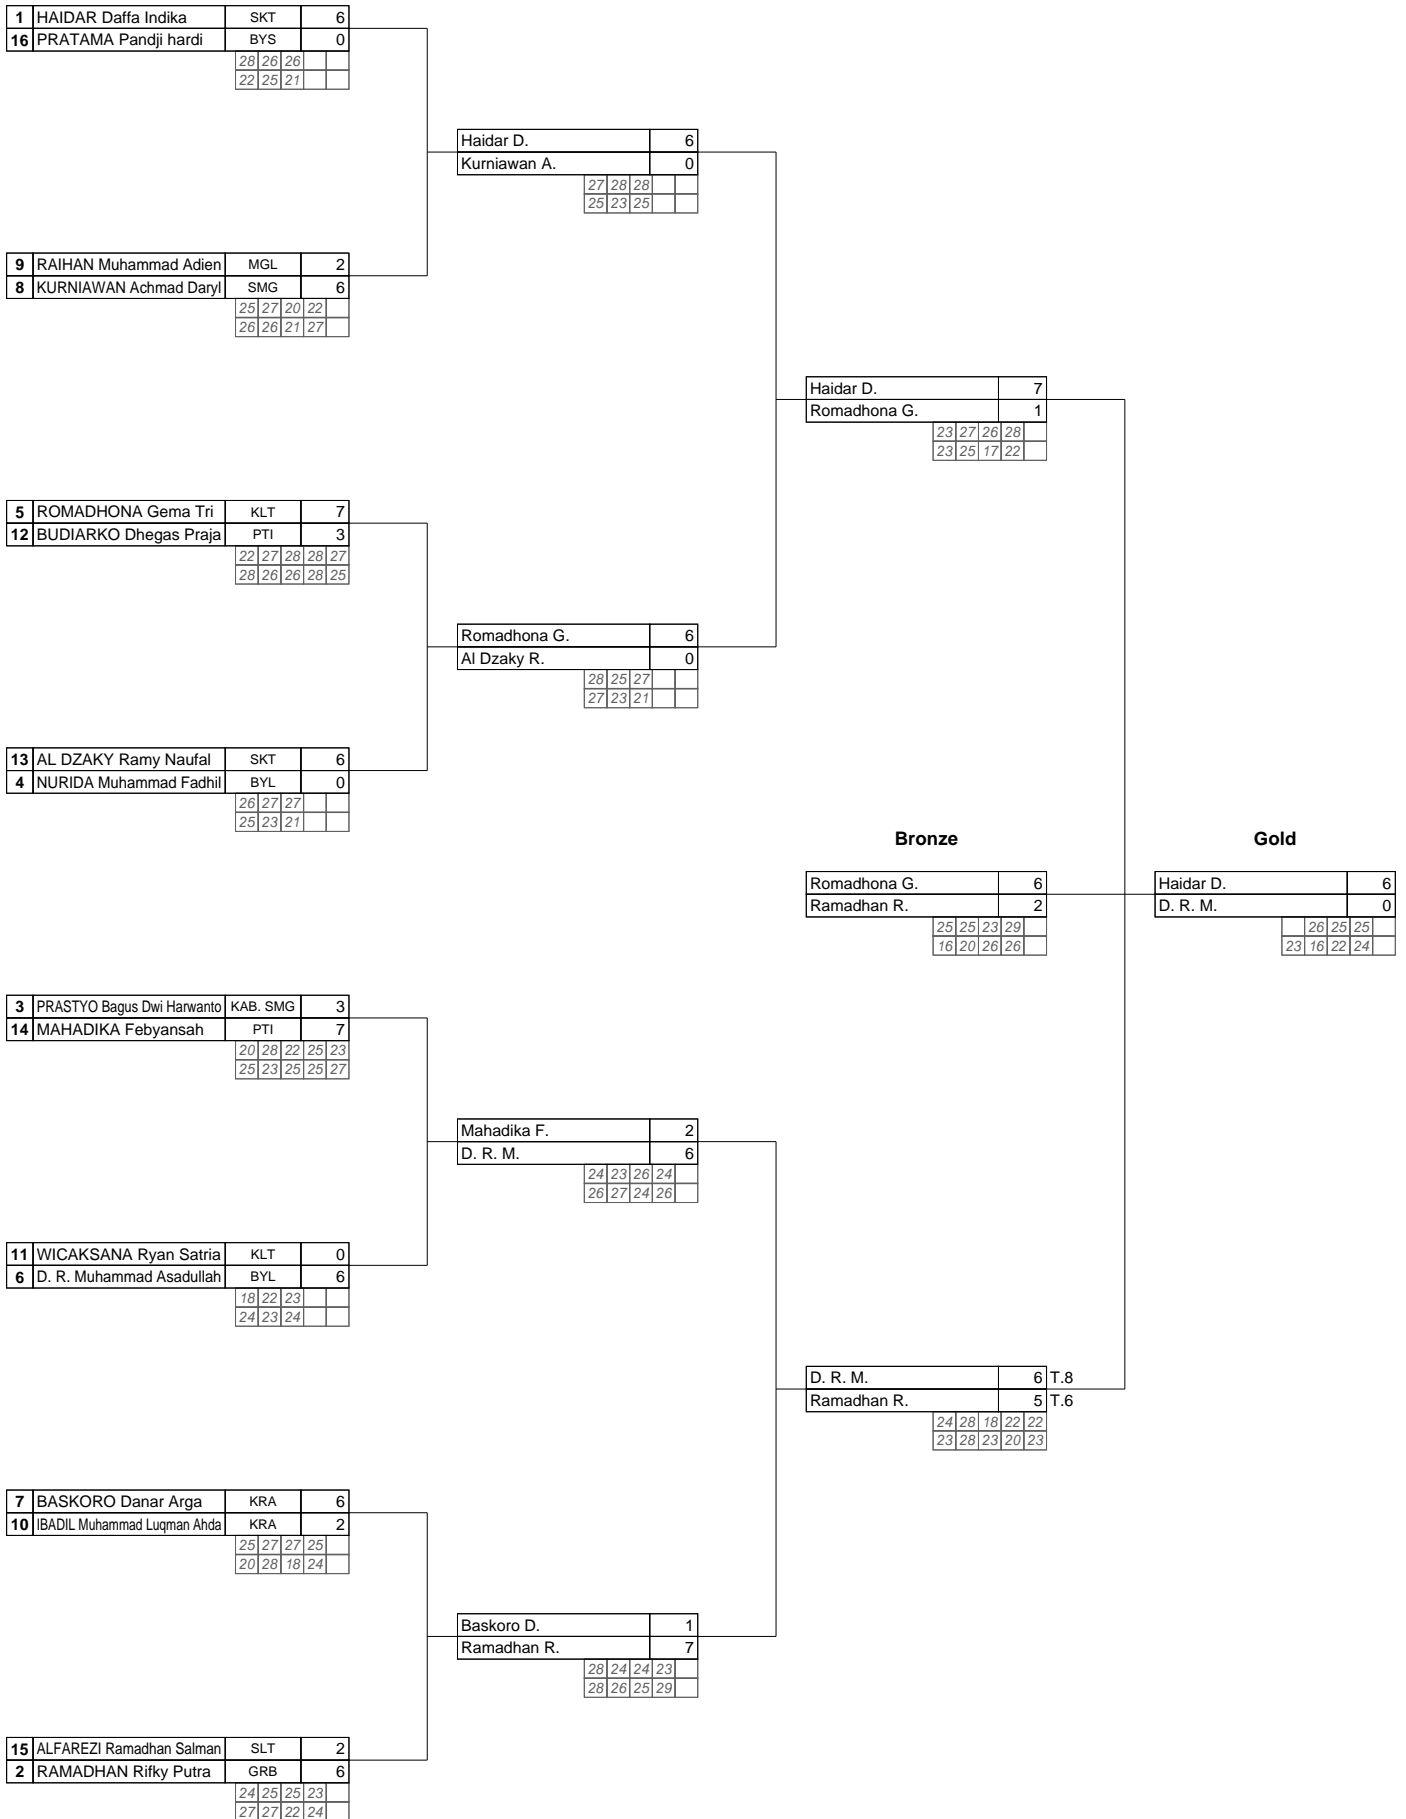 1 HAIDAR Daffa Indika SKT 6
16 PRATAMA Pandji hardi BYS 0
28 26 26
22 25 21
Haidar D. 6
Kurniawan A. 0
27 28 28
25 23 25
9 RAIHAN Muhammad Adien MGL 2
8 KURNIAWAN Achmad Daryl SMG 6
25 27 20 22
26 26 21 27
Haidar D. 7
Romadhona G. 1
23 27 26 28
23 25 17 22
5 ROMADHONA Gema Tri KLT 7
12 BUDIARKO Dhegas Praja PTI 3
22 27 28 28 27
28 26 26 28 25
Romadhona G. 6
Al Dzaky R. 0
28 25 27
27 23 21
13 AL DZAKY Ramy Naufal SKT 6
4 NURIDA Muhammad Fadhil BYL 0
26 27 27
25 23 21
Bronze Gold
Romadhona G. 6 Haidar D. 6
Ramadhan R. 2 D. R. M. 0
25 25 23 29 26 25 25
16 20 26 26 23 16 22 24
3 PRASTYO Bagus Dwi Harwanto KAB. SMG 3
14 MAHADIKA Febyansah PTI 7
20 28 22 25 23
25 23 25 25 27
Mahadika F. 2
D. R. M. 6
24 23 26 24
26 27 24 26
11 WICAKSANA Ryan Satria KLT 0
6 D. R. Muhammad Asadullah BYL 6
18 22 23
24 23 24
D. R. M. 6 T.8
Ramadhan R. 5 T.6
24 28 18 22 22
23 28 23 20 23
7 BASKORO Danar Arga KRA 6
10 IBADIL Muhammad Luqman Ahda KRA 2
25 27 27 25
20 28 18 24
Baskoro D. 1
Ramadhan R. 7
28 24 24 23
28 26 25 29
15 ALFAREZI Ramadhan Salman SLT 2
2 RAMADHAN Rifky Putra GRB 6
24 25 25 23
27 27 22 24